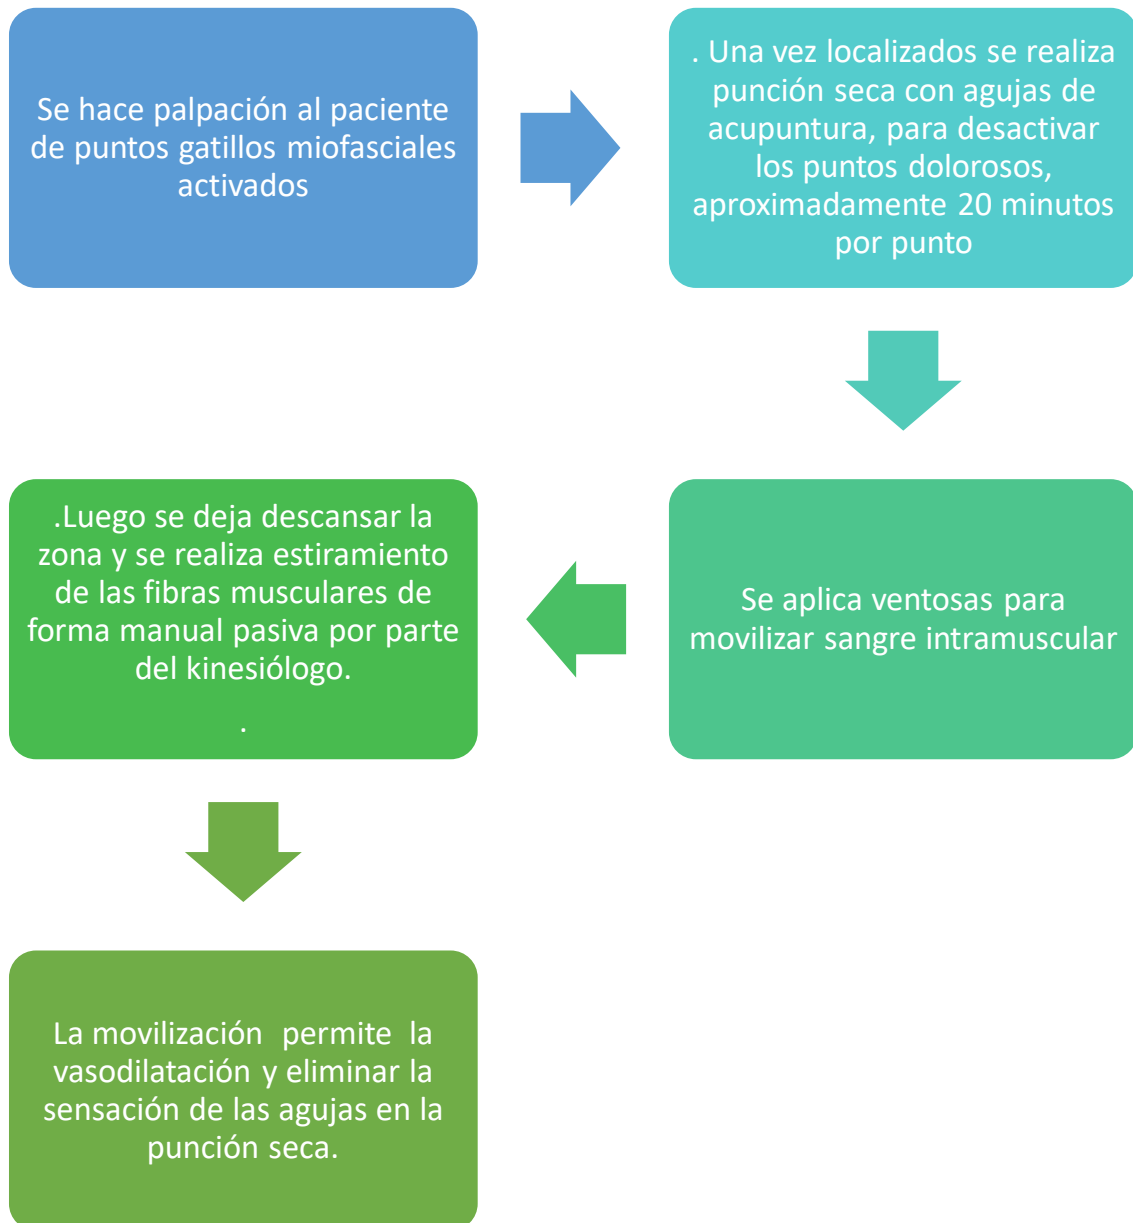 Se hace palpación al paciente
de puntos gatillos miofasciales
activados
. Una vez localizados se realiza
punción seca con agujas de
acupuntura, para desactivar
los puntos dolorosos,
aproximadamente 20 minutos
por punto
Se aplica ventosas para
movilizar sangre intramuscular
.Luego se deja descansar la
zona y se realiza estiramiento
de las fibras musculares de
forma manual pasiva por parte
del kinesiólogo.
.
La movilización  permite  la
vasodilatación y eliminar la
sensación de las agujas en la
punción seca.